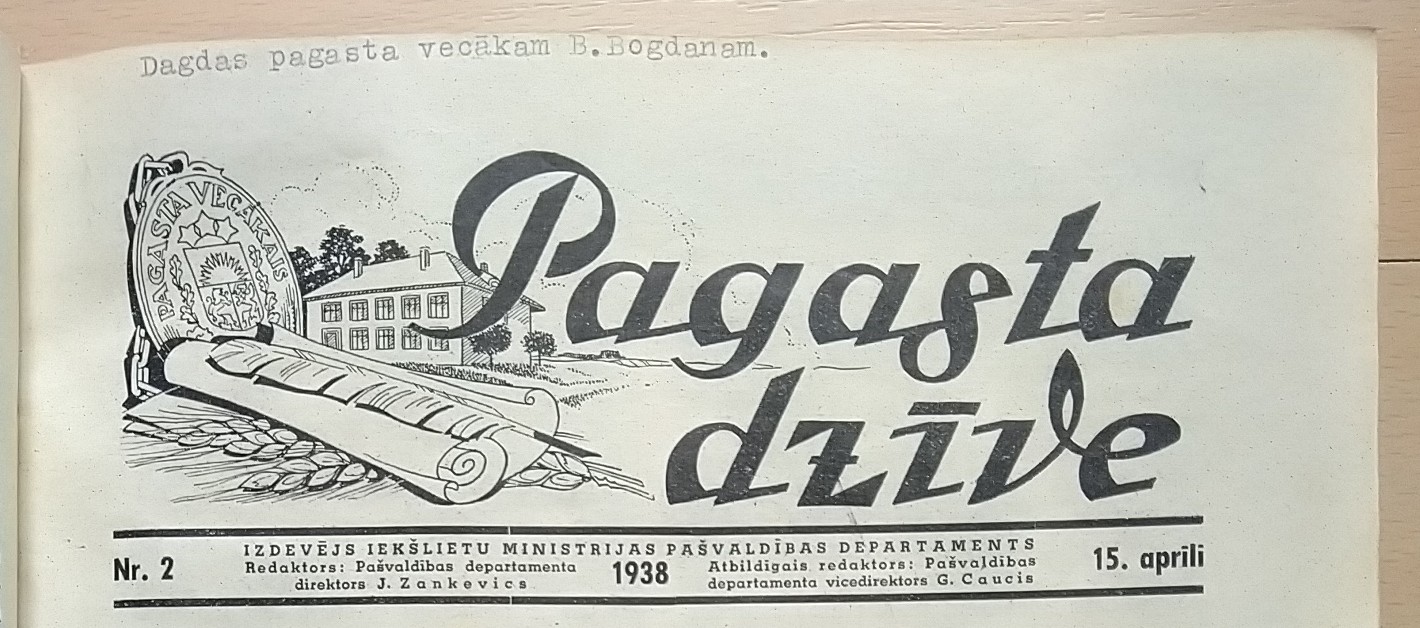 Dagdas pagasta vecākam B.Bogdanam.
PAGASTA VECĀKAIS
Pagasta
dzīve
Nr. 2
IZDEVĒJS IEKŠLIETU MINISTRIJAS PAŠVALDĪBAS DEPARTAMENTS
Redaktors: Pašvaldības departamenta
direktors J. Zankevics
1938
Atbildīgais redaktors: Pašvaldības
departamenta vicedirektors G. Caucis
15. aprīlī